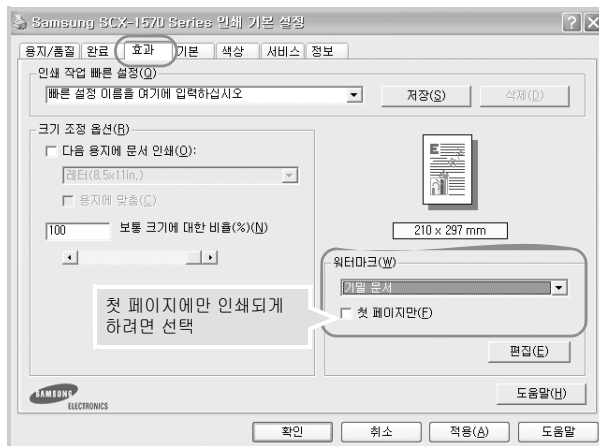 Samsung SCX-1570 Series 인쇄 기본 설정
용지/품질 완료 효과 기본 색상 서비스 정보
인쇄 작업 빠른 설정(Q)
빠른 설정 이름을 여기에 입력하십시오
저장(S)
삭제(D)
크기 조정 옵션(R)
다음 용지에 문서 인쇄(O):
레터(8,5x11in,)
용지에 맞춤(C)
100 보통 크기에 대한 비율(%)(N)
E
210 x 297 mm
워터마크(W)
기밀 문서
첫 페이지만(F)
첫 페이지에만 인쇄되게
하려면 선택
편집(E)
SAMSUNG
ELECTRONICS
도움말(H)
확인 취소 적용(A) 도움말